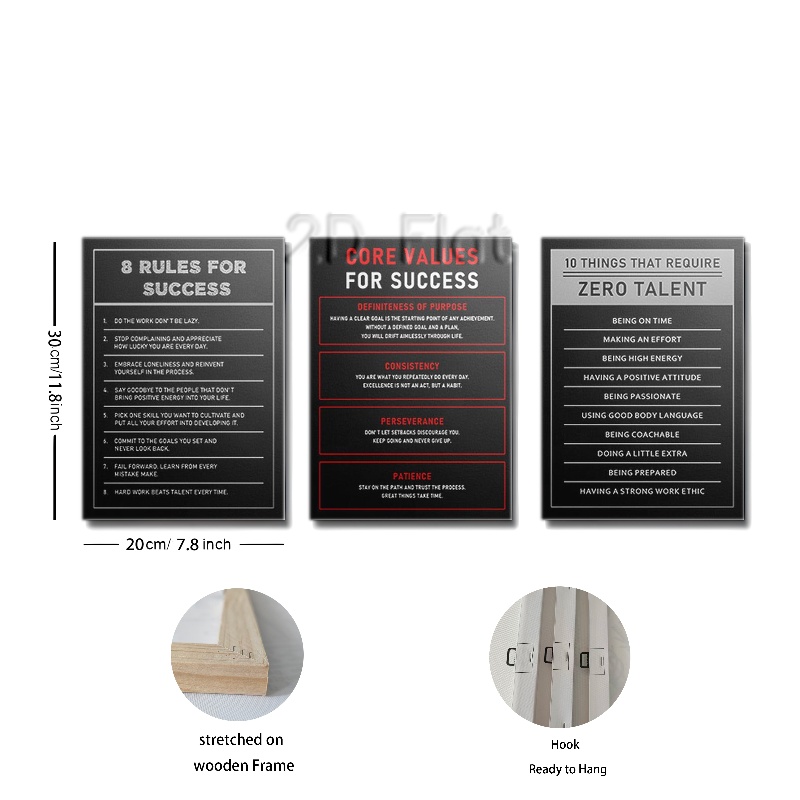 2D Flat
8 RULES FOR
SUCCESS
1. DO THE WORK DON'T BE LAZY.
2. STOP COMPLAINING AND APPRECIATE
HOW LUCKY YOU ARE EVERY DAY.
3. EMBRACE LONELINESS AND REINVENT
YOURSELF IN THE PROCESS.
4. SAY GOODBYE TO THE PEOPLE THAT DON'T
BRING POSITIVE ENERGY INTO YOUR LIFE.
5. PICK ONE SKILL YOU WANT TO CULTIVATE AND
PUT ALL YOUR EFFORT INTO DEVELOPING IT.
6. COMMIT TO THE GOALS YOU SET AND
NEVER LOOK BACK.
7. FAIL FORWARD. LEARN FROM EVERY
MISTAKE MAKE.
8. HARD WORK BEATS TALENT EVERY TIME.
CORE VALUES
FOR SUCCESS
DEFINITENESS OF PURPOSE
HAVING A CLEAR GOAL IS THE STARTING POINT OF ANY ACHIEVEMENT.
WITHOUT A DEFINED GOAL AND A PLAN,
YOU WILL DRIFT AIMLESSLY THROUGH LIFE.
CONSISTENCY
YOU ARE WHAT YOU REPEATEDLY DO EVERY DAY.
EXCELLENCE IS NOT AN ACT, BUT A HABIT.
PERSEVERANCE
DON'T LET SETBACKS DISCOURAGE YOU.
KEEP GOING AND NEVER GIVE UP.
PATIENCE
STAY ON THE PATH AND TRUST THE PROCESS.
GREAT THINGS TAKE TIME.
10 THINGS THAT REQUIRE
ZERO TALENT
BEING ON TIME
MAKING AN EFFORT
BEING HIGH ENERGY
HAVING A POSITIVE ATTITUDE
BEING PASSIONATE
USING GOOD BODY LANGUAGE
BEING COACHABLE
DOING A LITTLE EXTRA
BEING PREPARED
HAVING A STRONG WORK ETHIC
30cm/11.8inch
20cm/ 7.8 inch
stretched on
wooden Frame
Hook
Ready to Hang